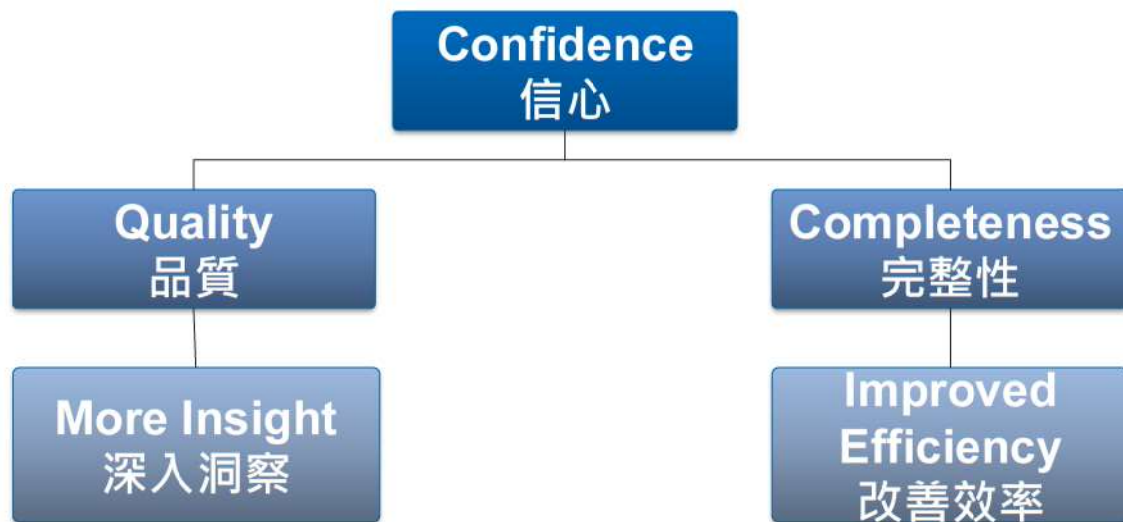 Confidence
信心
Quality
品質
Completeness
完整性
More Insight
深入洞察
Improved
Efficiency
改善效率